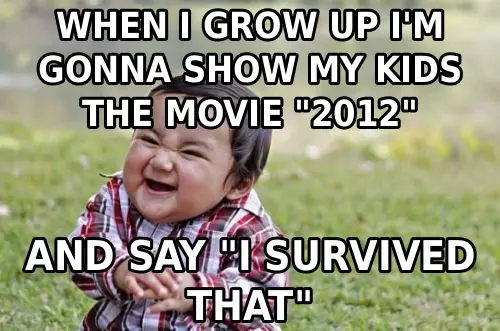 WHEN I GROW UP I'M
GONNA SHOW MY KIDS
THE MOVIE "2012"
AND SAY "I SURVIVED
THAT"